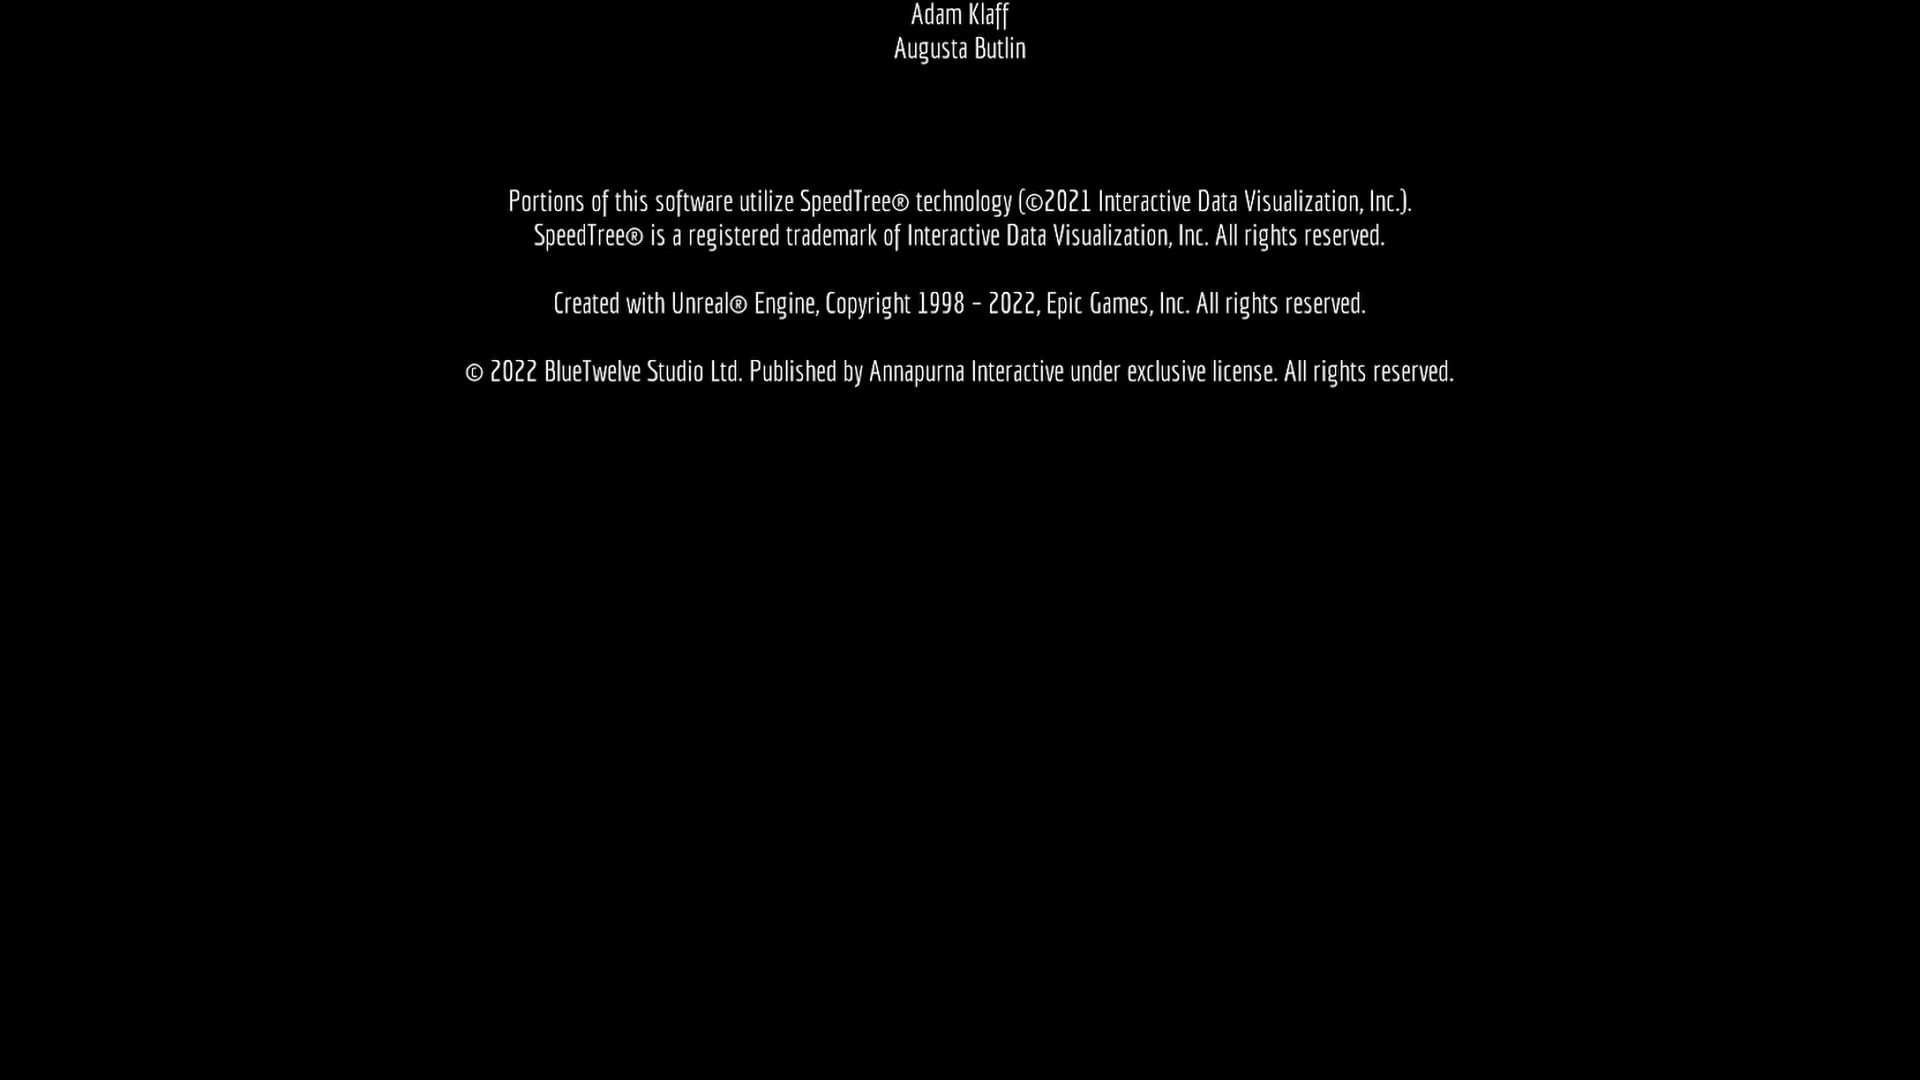 Adam Klaff
Augusta Butlin
Portions of this software utilize SpeedTree® technology (©2021 Interactive Data Visualization, Inc.).
SpeedTree® is a registered trademark of Interactive Data Visualization, Inc. All rights reserved.
Created with Unreal® Engine, Copyright 1998 – 2022, Epic Games, Inc. All rights reserved.
© 2022 BlueTwelve Studio Ltd. Published by Annapurna Interactive under exclusive license. All rights reserved.